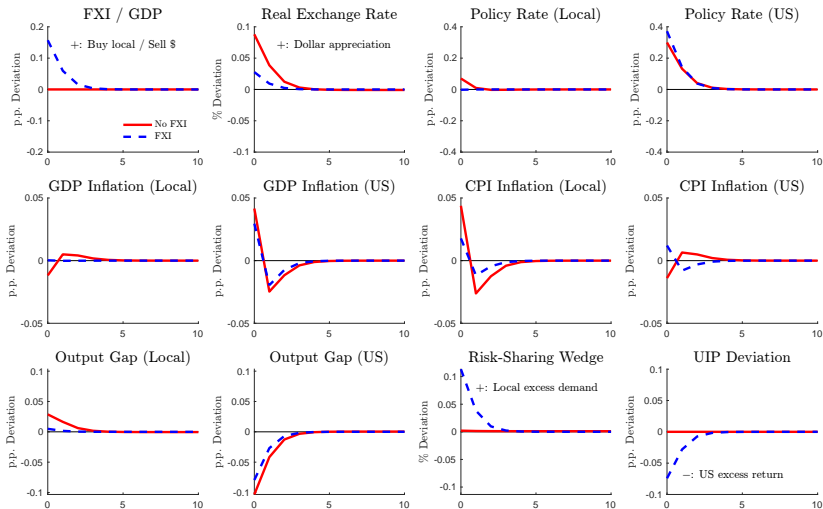 FXI / GDP
Real Exchange Rate
Policy Rate (Local)
Policy Rate (US)
p.p. Deviation
0.2
0.1
0
-0.1
-0.2
0
5
10
+: Buy local / Sell $
No FXI
FXI
% Deviation
0.1
0.05
0
-0.05
-0.1
0
5
10
+: Dollar appreciation
p.p. Deviation
0.4
0.2
0
-0.2
-0.4
0
5
10
p.p. Deviation
0.4
0.2
0
-0.2
-0.4
0
5
10
GDP Inflation (Local)
GDP Inflation (US)
CPI Inflation (Local)
CPI Inflation (US)
p.p. Deviation
0.05
0
-0.05
0
5
10
p.p. Deviation
0.05
0
-0.05
0
5
10
p.p. Deviation
0.05
0
-0.05
0
5
10
p.p. Deviation
0.05
0
-0.05
0
5
10
Output Gap (Local)
Output Gap (US)
Risk-Sharing Wedge
UIP Deviation
p.p. Deviation
0.1
0.05
0
-0.05
-0.1
0
5
10
p.p. Deviation
0.1
0.05
0
-0.05
-0.1
0
5
10
% Deviation
0.1
0.05
0
-0.05
-0.1
0
5
10
+: Local excess demand
p.p. Deviation
0.1
0.05
0
-0.05
-0.1
0
5
10
−: US excess return